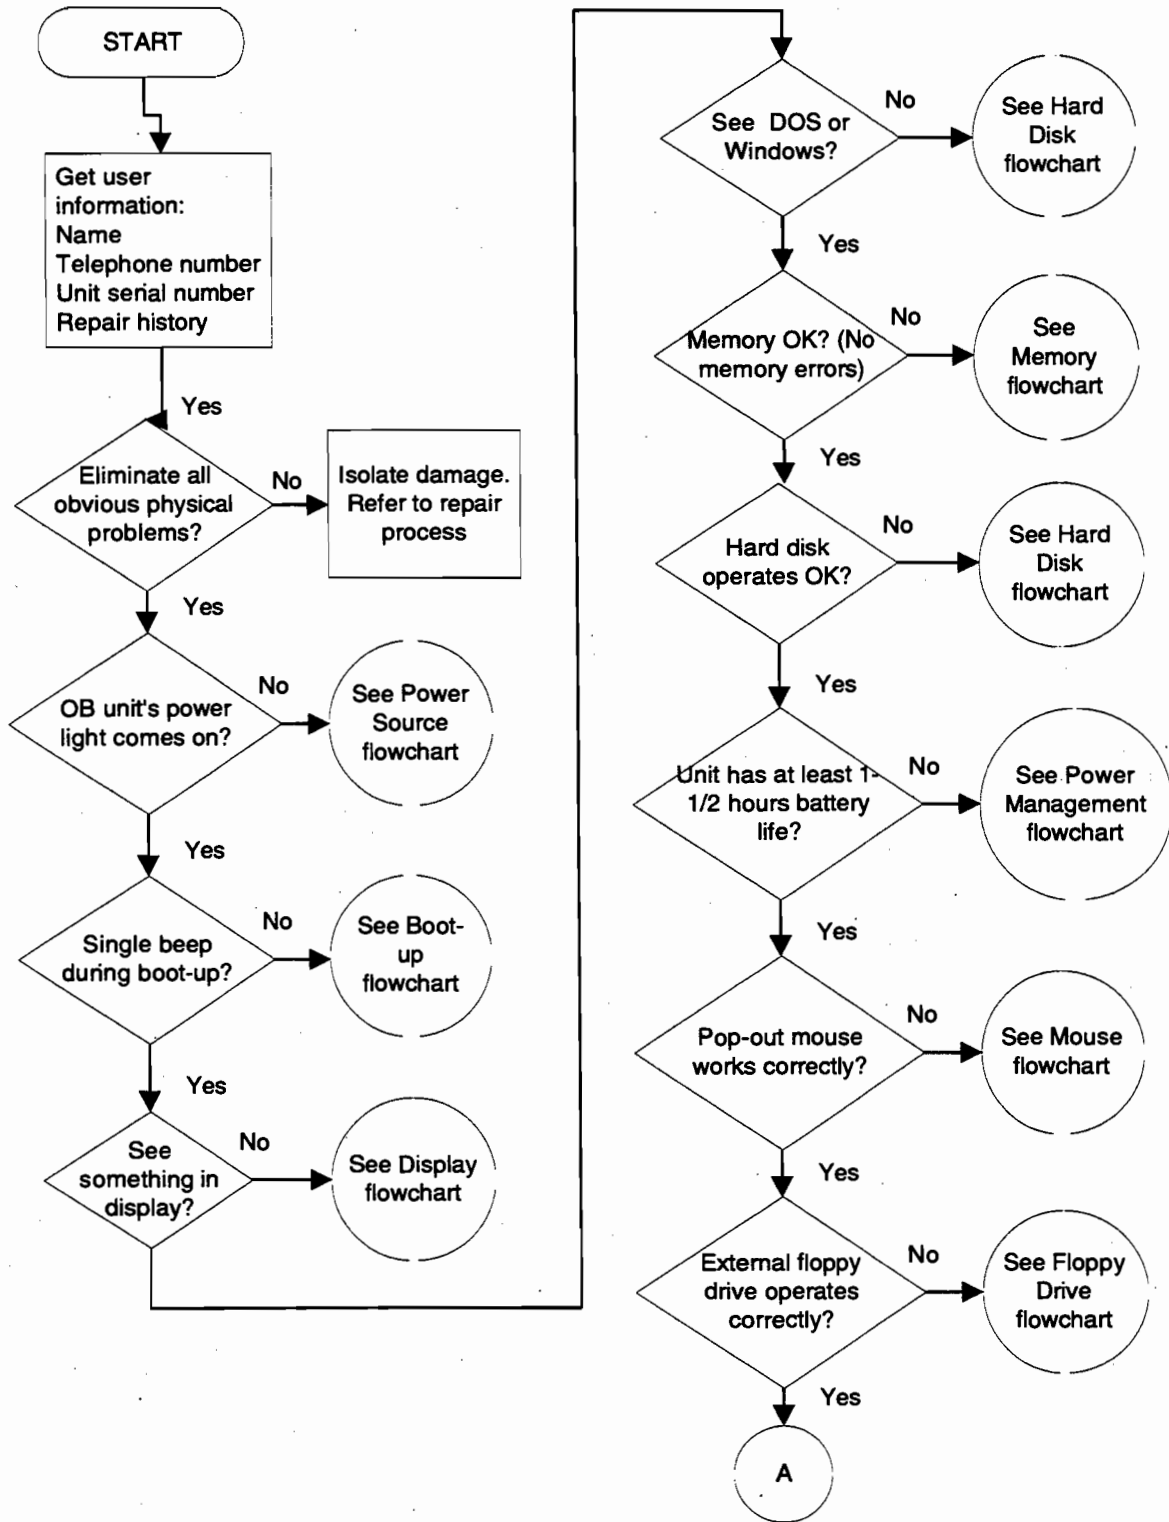 START
Get user
information:
Name
Telephone number
Unit serial number
Repair history
Yes
Eliminate all
obvious physical
problems?
No
Isolate damage.
Refer to repair
process
Yes
OB unit's power
light comes on?
No
See Power
Source
flowchart
Yes
Single beep
during boot-up?
No
See Boot-
up
flowchart
Yes
See
something in
display?
No
See Display
flowchart
See DOS or
Windows?
No
See Hard
Disk
flowchart
Yes
Memory OK? (No
memory errors)
No
See
Memory
flowchart
Yes
Hard disk
operates OK?
No
See Hard
Disk
flowchart
Yes
Unit has at least 1-
1/2 hours battery
life?
No
See Power
Management
flowchart
Yes
Pop-out mouse
works correctly?
No
See Mouse
flowchart
Yes
External floppy
drive operates
correctly?
No
See Floppy
Drive
flowchart
Yes
A